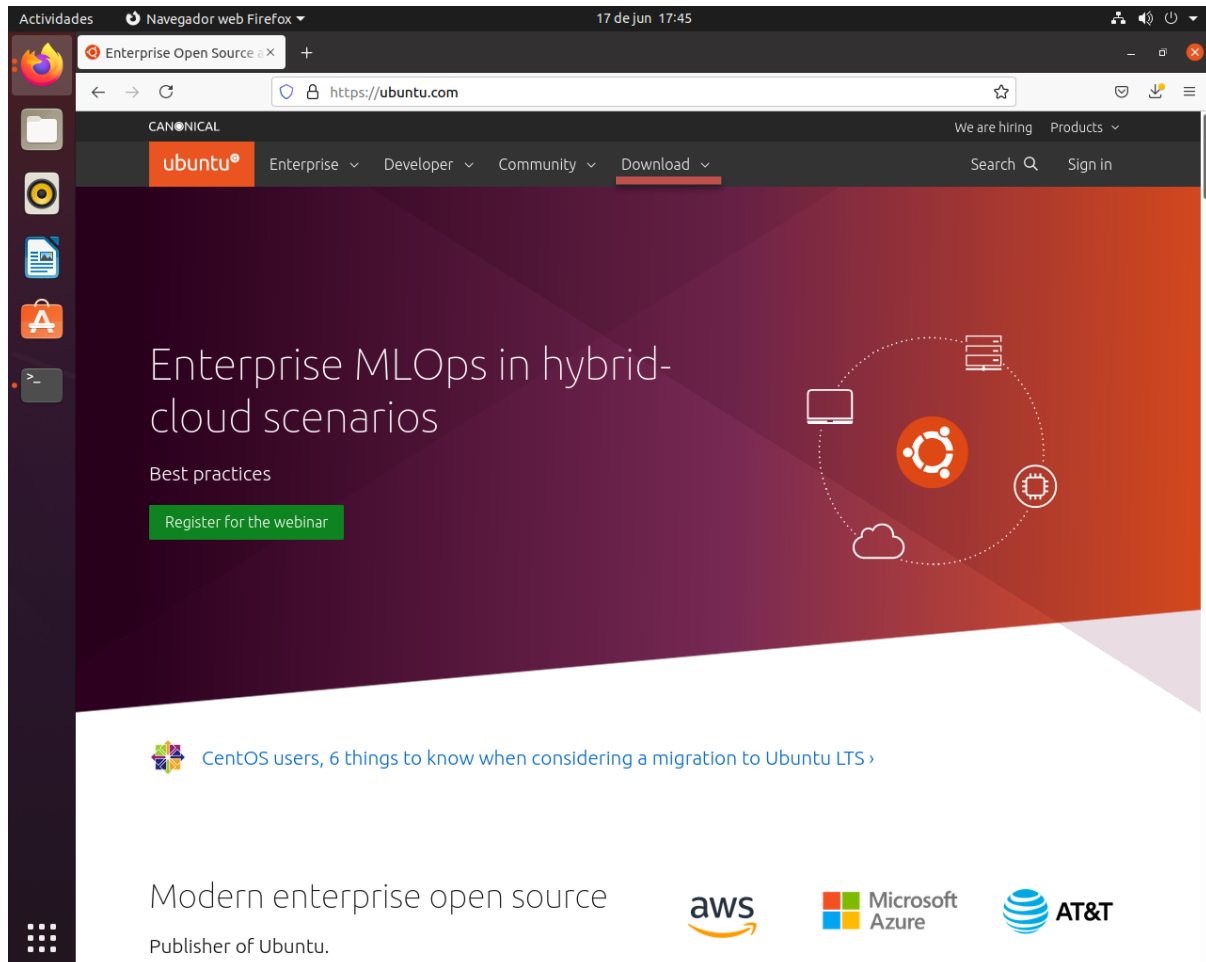 Actividades Navegador web Firefox 17 de jun 17:45
Enterprise Open Source a
https://ubuntu.com
CANONICAL We are hiring Products
ubuntu Enterprise Developer Community Download Search Sign in
Enterprise MLOps in hybrid-
cloud scenarios
Best practices
Register for the webinar
CentOS users, 6 things to know when considering a migration to Ubuntu LTS ›
Modern enterprise open source
Publisher of Ubuntu.
aws Microsoft Azure AT&T